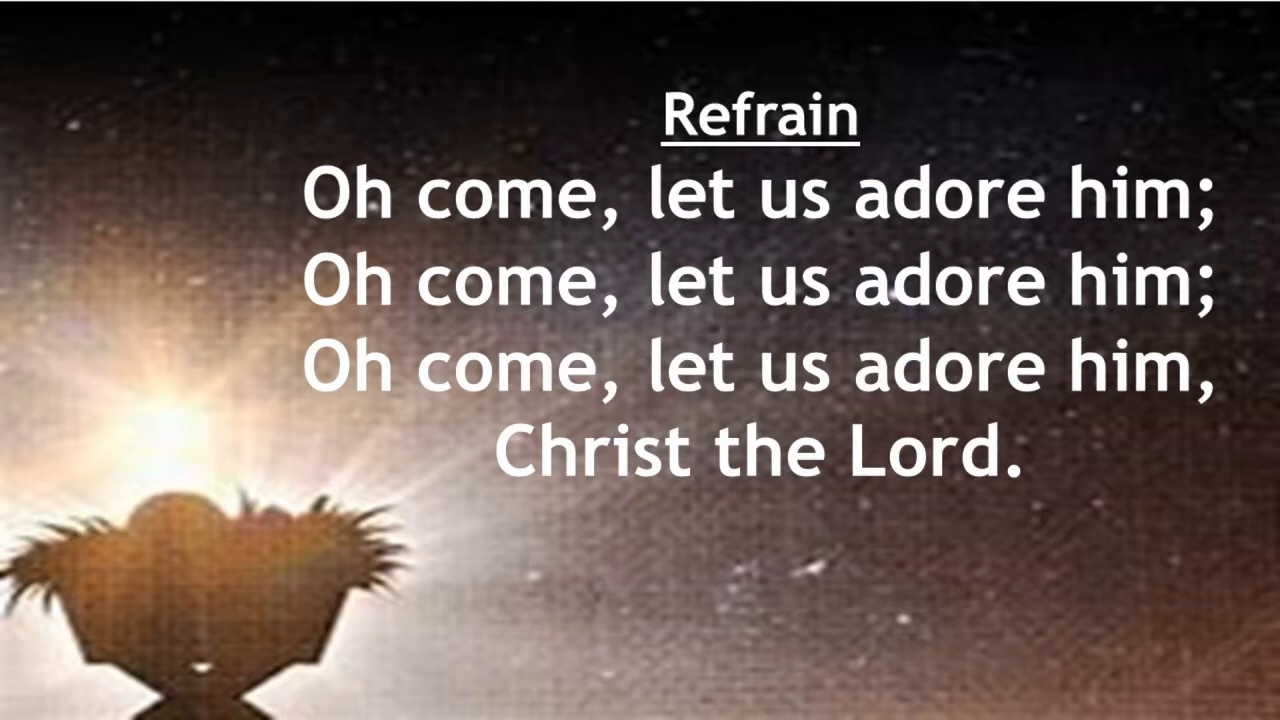 Refrain
Oh come, let us adore him;
Oh come, let us adore him;
Oh come, let us adore him,
Christ the Lord.